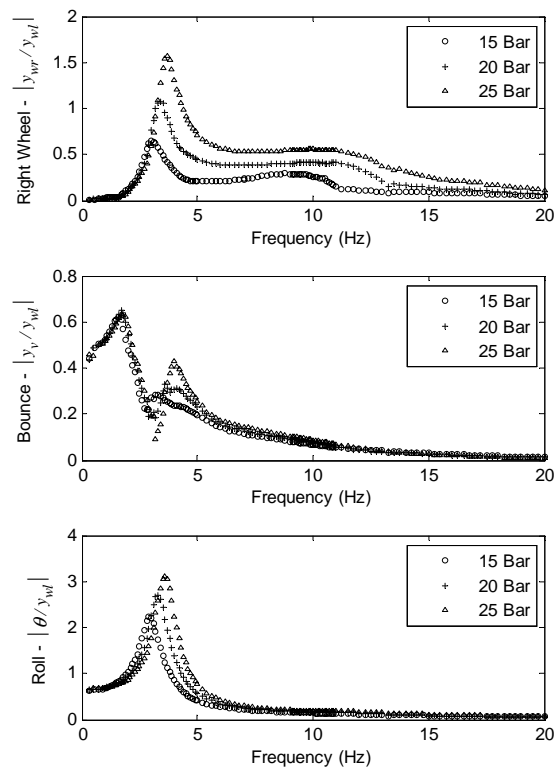 2
1.5
1
0.5
0
0 5 10 15 20
Right Wheel - |y_wr / y_wl|
Frequency (Hz)
15 Bar
20 Bar
25 Bar
0.8
0.6
0.4
0.2
0
0 5 10 15 20
Bounce - |y_v / y_wl|
Frequency (Hz)
15 Bar
20 Bar
25 Bar
4
3
2
1
0
0 5 10 15 20
Roll - |θ / y_wl|
Frequency (Hz)
15 Bar
20 Bar
25 Bar